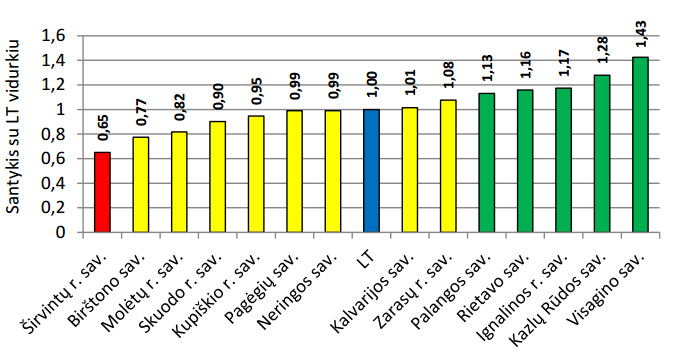 Santykis su LT vidurkiu
1,6
1,4
1,2
1
0,8
0,6
0,4
0,2
0
0,65
0,77
0,82
0,90
0,95
0,99
0,99
1,00
1,01
1,08
1,13
1,16
1,17
1,28
1,43
Širvintų r. sav.
Birštono sav.
Molėtų r. sav.
Skuodo r. sav.
Kupiškio r. sav.
Pagėgių sav.
Neringos sav.
LT
Kalvarijos sav.
Zarasų r. sav.
Palangos sav.
Rietavo sav.
Ignalinos r. sav.
Kazlų Rūdos sav.
Visagino sav.